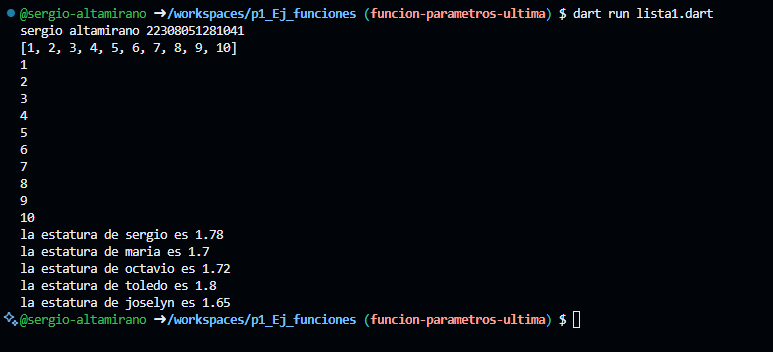 @sergio-altamirano ➜/workspaces/p1_Ej_funciones (funcion-parametros-ultima) $ dart run lista1.dart
sergio altamirano 22308051281041
[1, 2, 3, 4, 5, 6, 7, 8, 9, 10]
1
2
3
4
5
6
7
8
9
10
la estatura de sergio es 1.78
la estatura de maria es 1.7
la estatura de octavio es 1.72
la estatura de toledo es 1.8
la estatura de joselyn es 1.65
@sergio-altamirano ➜/workspaces/p1_Ej_funciones (funcion-parametros-ultima) $